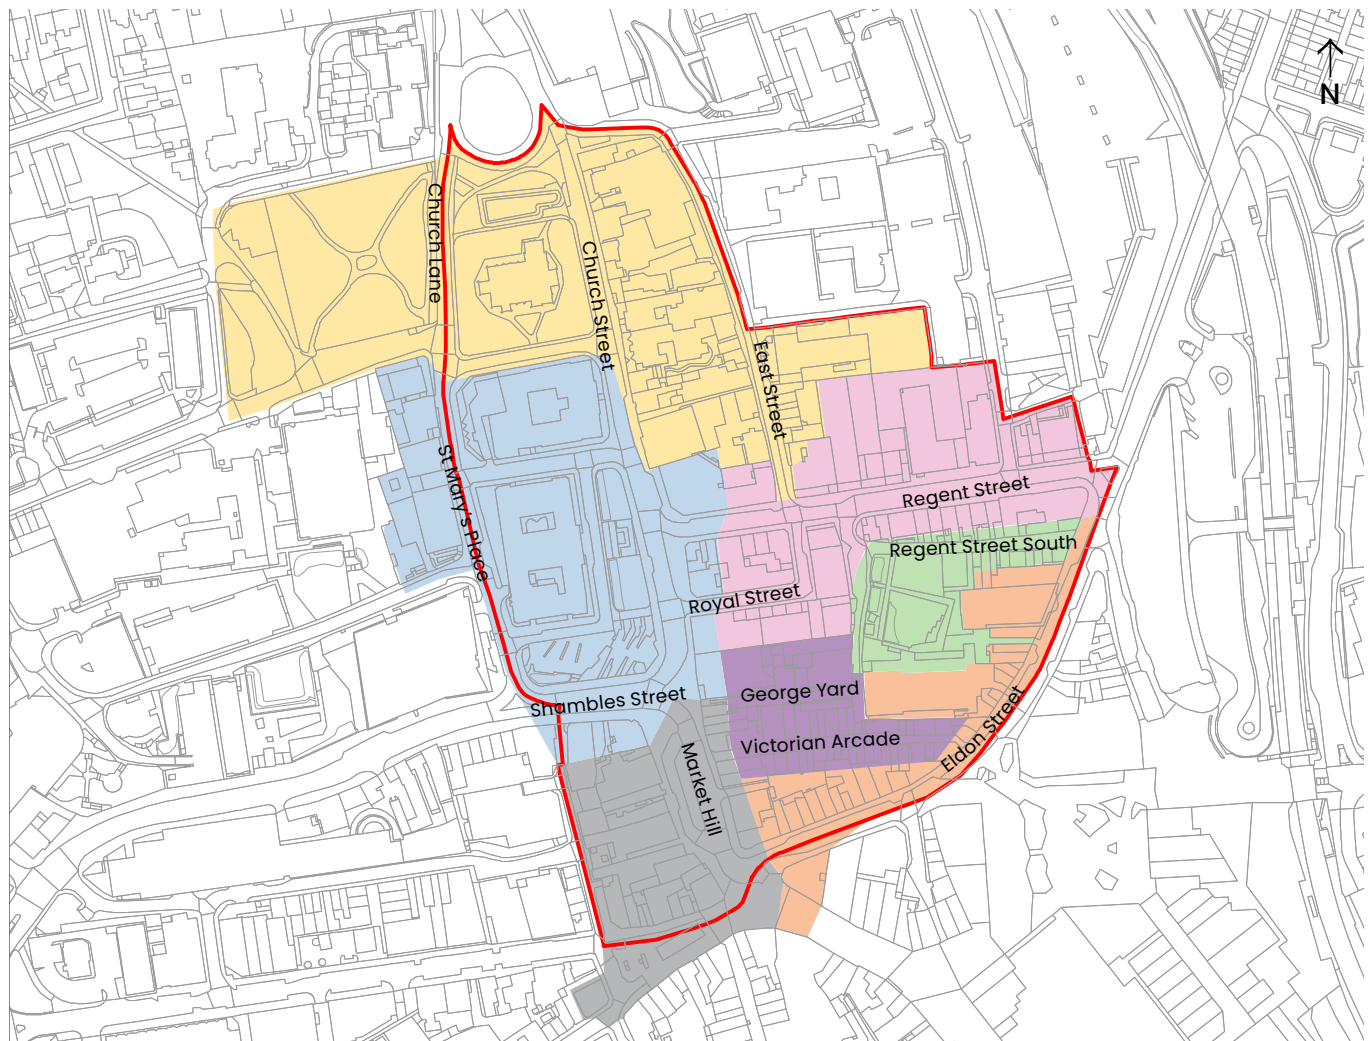 N
Church Lane
Church Street
East Street
St Mary's Place
Regent Street
Regent Street South
Royal Street
Shambles Street
George Yard
Victorian Arcade
Eldon Street
Market Hill